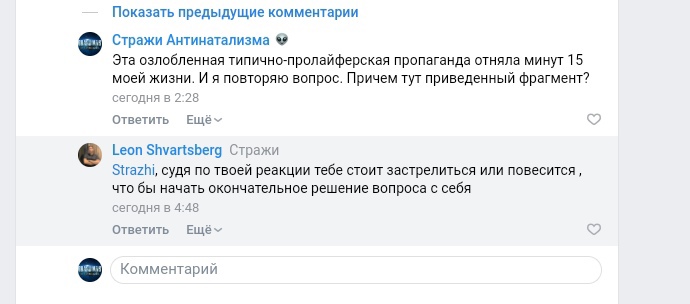 Показать предыдущие комментарии
Стражи Антинатализма
Эта озлобленная типично-пролайферская пропаганда отняла минут 15
моей жизни. И я повторяю вопрос. Причем тут приведенный фрагмент?
сегодня в 2:28
Ответить Ещё
Leon Shvartsberg Стражи
Strazhi, судя по твоей реакции тебе стоит застрелиться или повесится ,
что бы начать окончательное решение вопроса с себя
сегодня в 4:48
Ответить Ещё
Комментарий